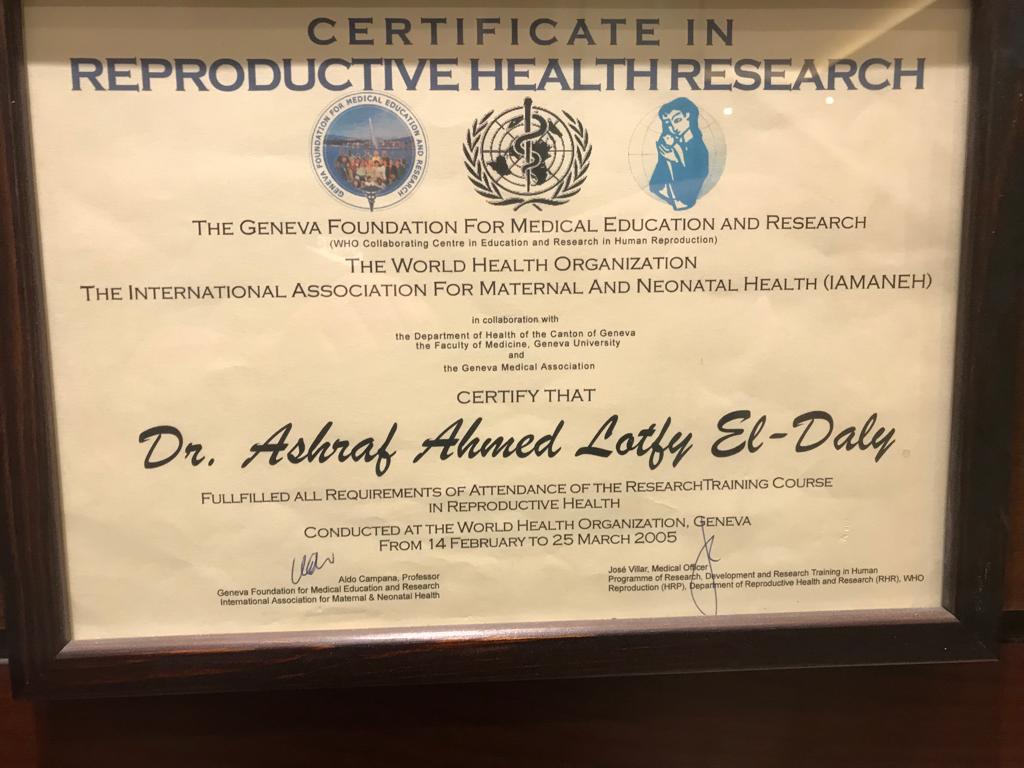 CERTIFICATE IN
REPRODUCTIVE HEALTH RESEARCH
GENEVA FOUNDATION FOR MEDICAL EDUCATION AND RESEARCH
THE GENEVA FOUNDATION FOR MEDICAL EDUCATION AND RESEARCH
(WHO Collaborating Centre in Education and Research in Human Reproduction)
THE WORLD HEALTH ORGANIZATION
THE INTERNATIONAL ASSOCIATION FOR MATERNAL AND NEONATAL HEALTH (IAMANEH)
in collaboration with
the Department of Health of the Canton of Geneva
the Faculty of Medicine, Geneva University
and
the Geneva Medical Association
CERTIFY THAT
Dr. Ashraf Ahmed Lotfy El-Daly
FULLFILLED ALL REQUIREMENTS OF ATTENDANCE OF THE RESEARCHTRAINING COURSE
IN REPRODUCTIVE HEALTH
CONDUCTED AT THE WORLD HEALTH ORGANIZATION, GENEVA
FROM 14 FEBRUARY TO 25 MARCH 2005
Aldo Campana, Professor
Geneva Foundation for Medical Education and Research
International Association for Maternal & Neonatal Health
José Villar, Medical Officer
Programme of Research, Development and Research Training in Human
Reproduction (HRP), Department of Reproductive Health and Research (RHR), WHO